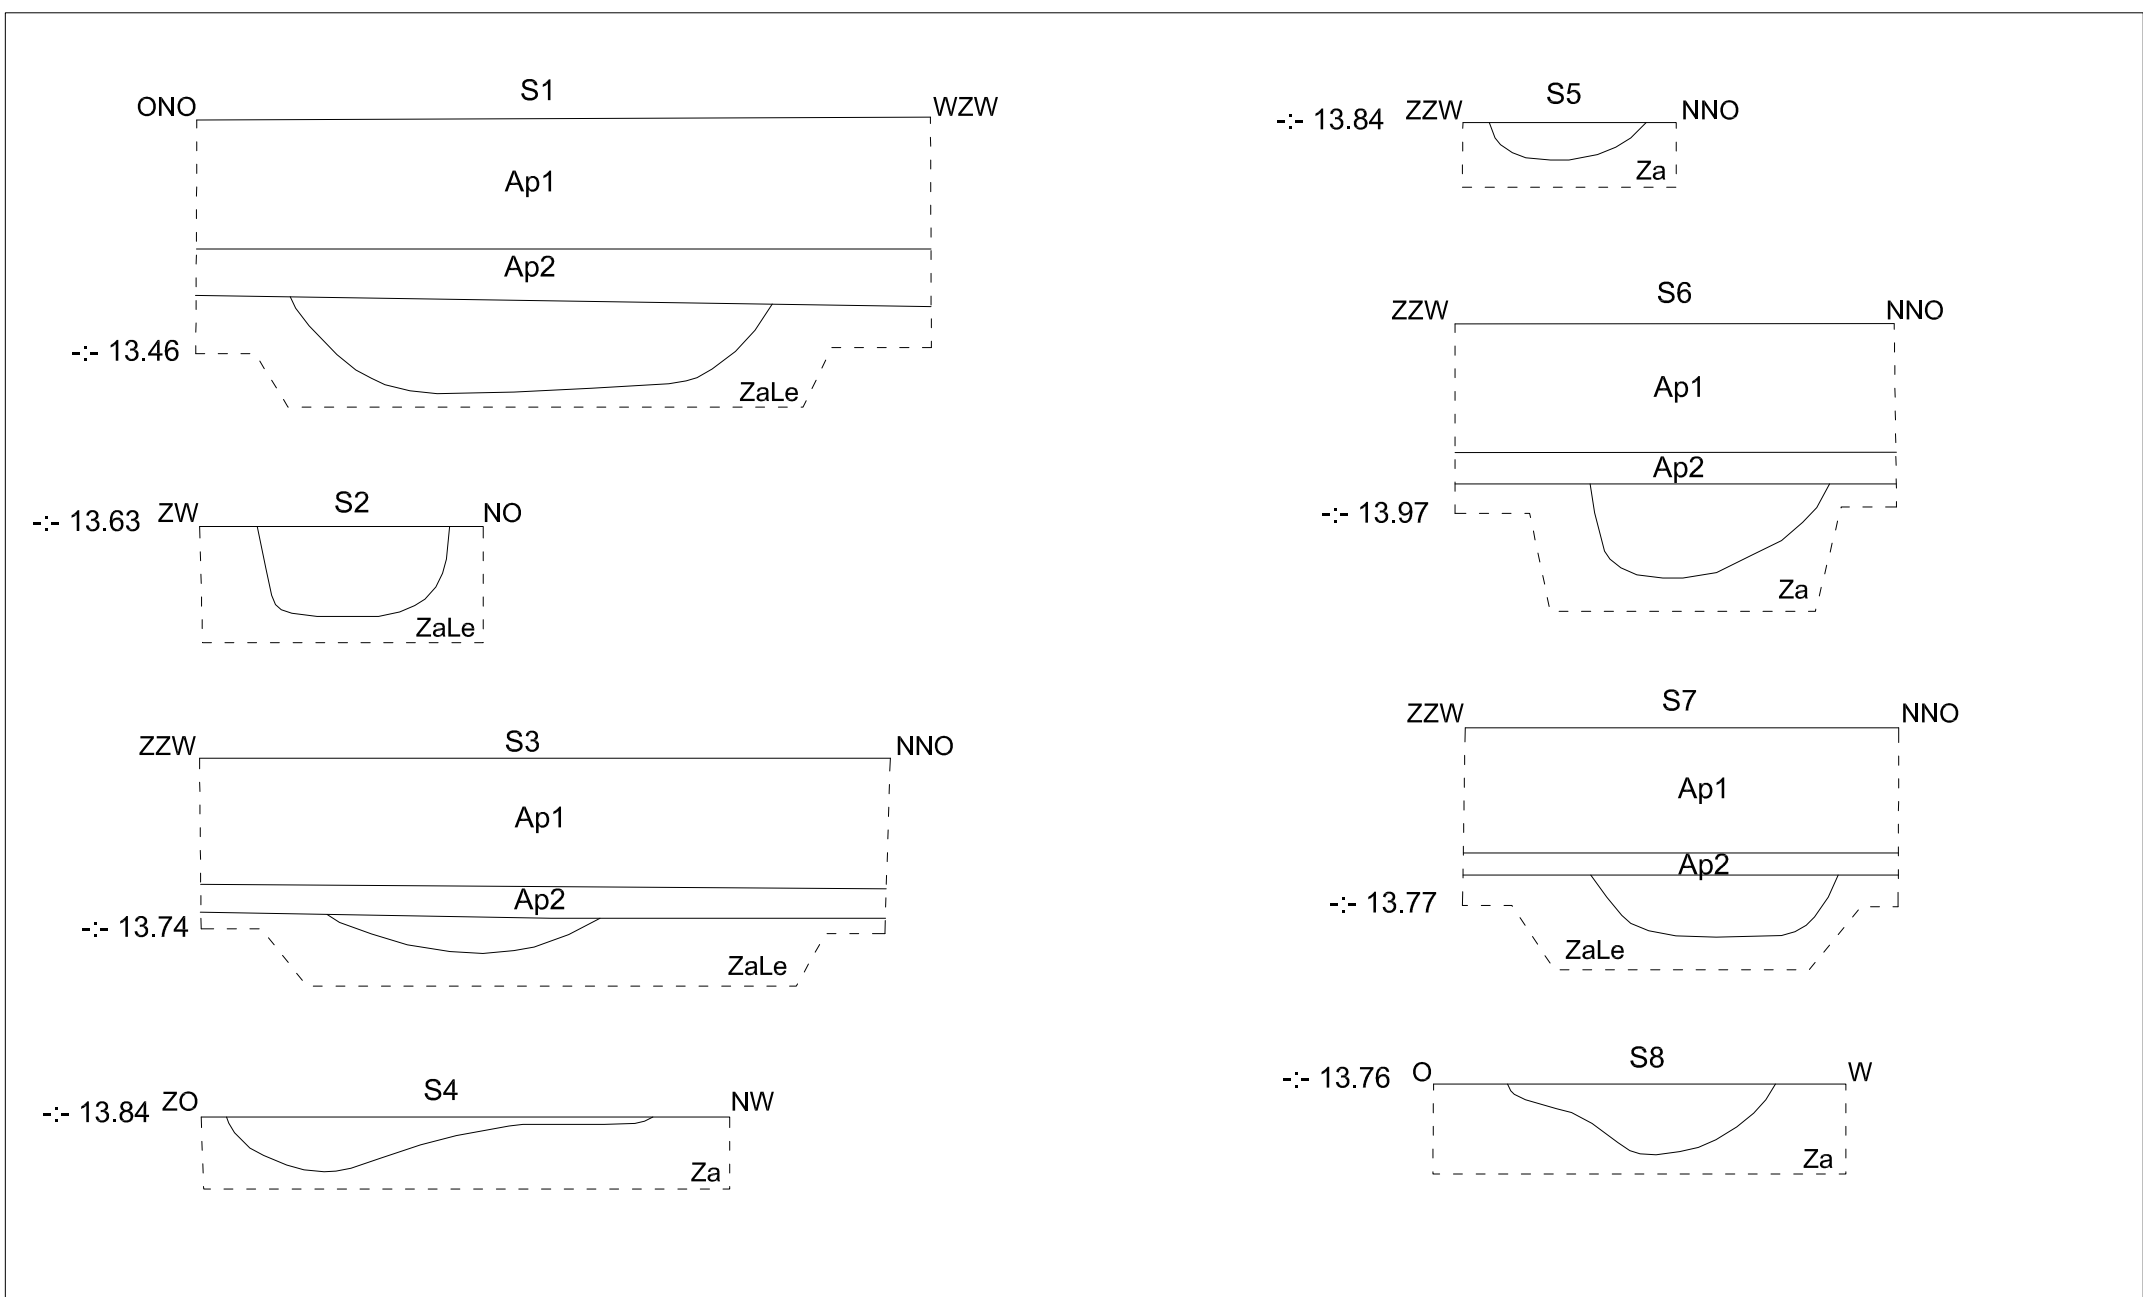 S1
ONO
WZW
Ap1
Ap2
-:- 13.46
ZaLe
S2
-:- 13.63
ZW
NO
ZaLe
S3
ZZW
NNO
Ap1
Ap2
-:- 13.74
ZaLe
S4
-:- 13.84
ZO
NW
Za
S5
-:- 13.84
ZZW
NNO
Za
S6
ZZW
NNO
Ap1
Ap2
-:- 13.97
Za
S7
ZZW
NNO
Ap1
Ap2
-:- 13.77
ZaLe
S8
-:- 13.76
O
W
Za